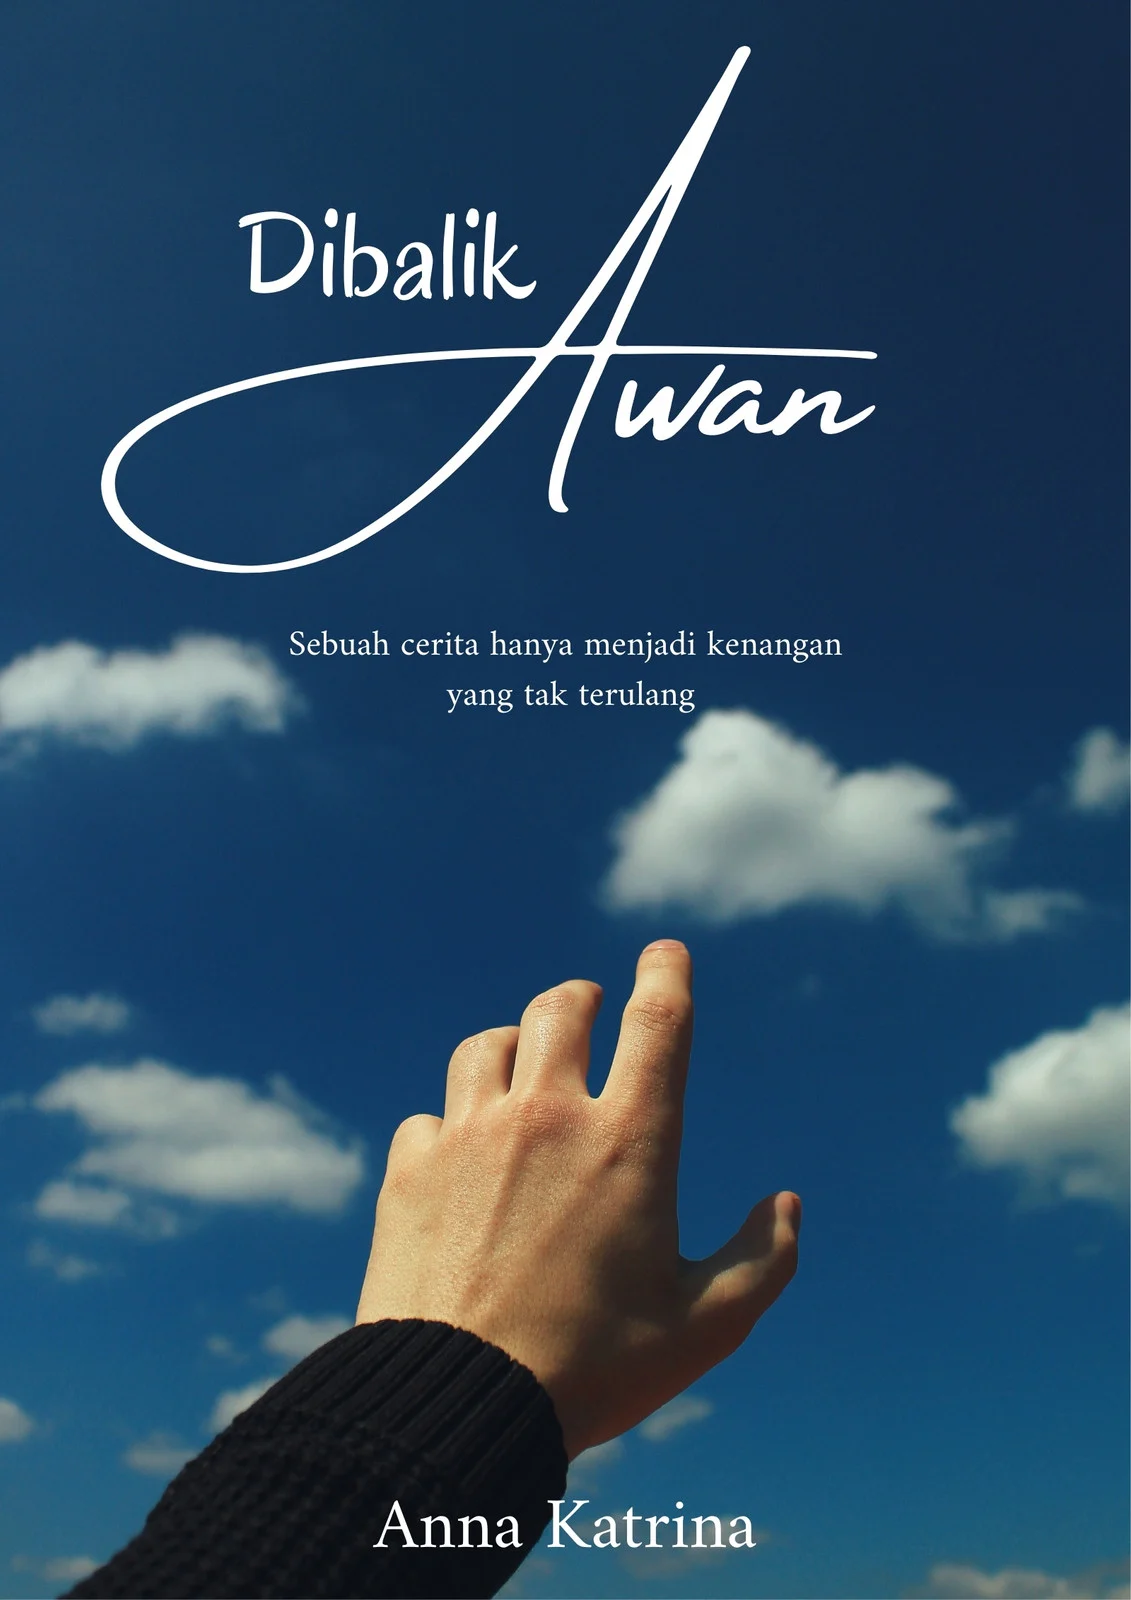 Dibalik
Awan
Sebuah cerita hanya menjadi kenangan
yang tak terulang
Anna Katrina